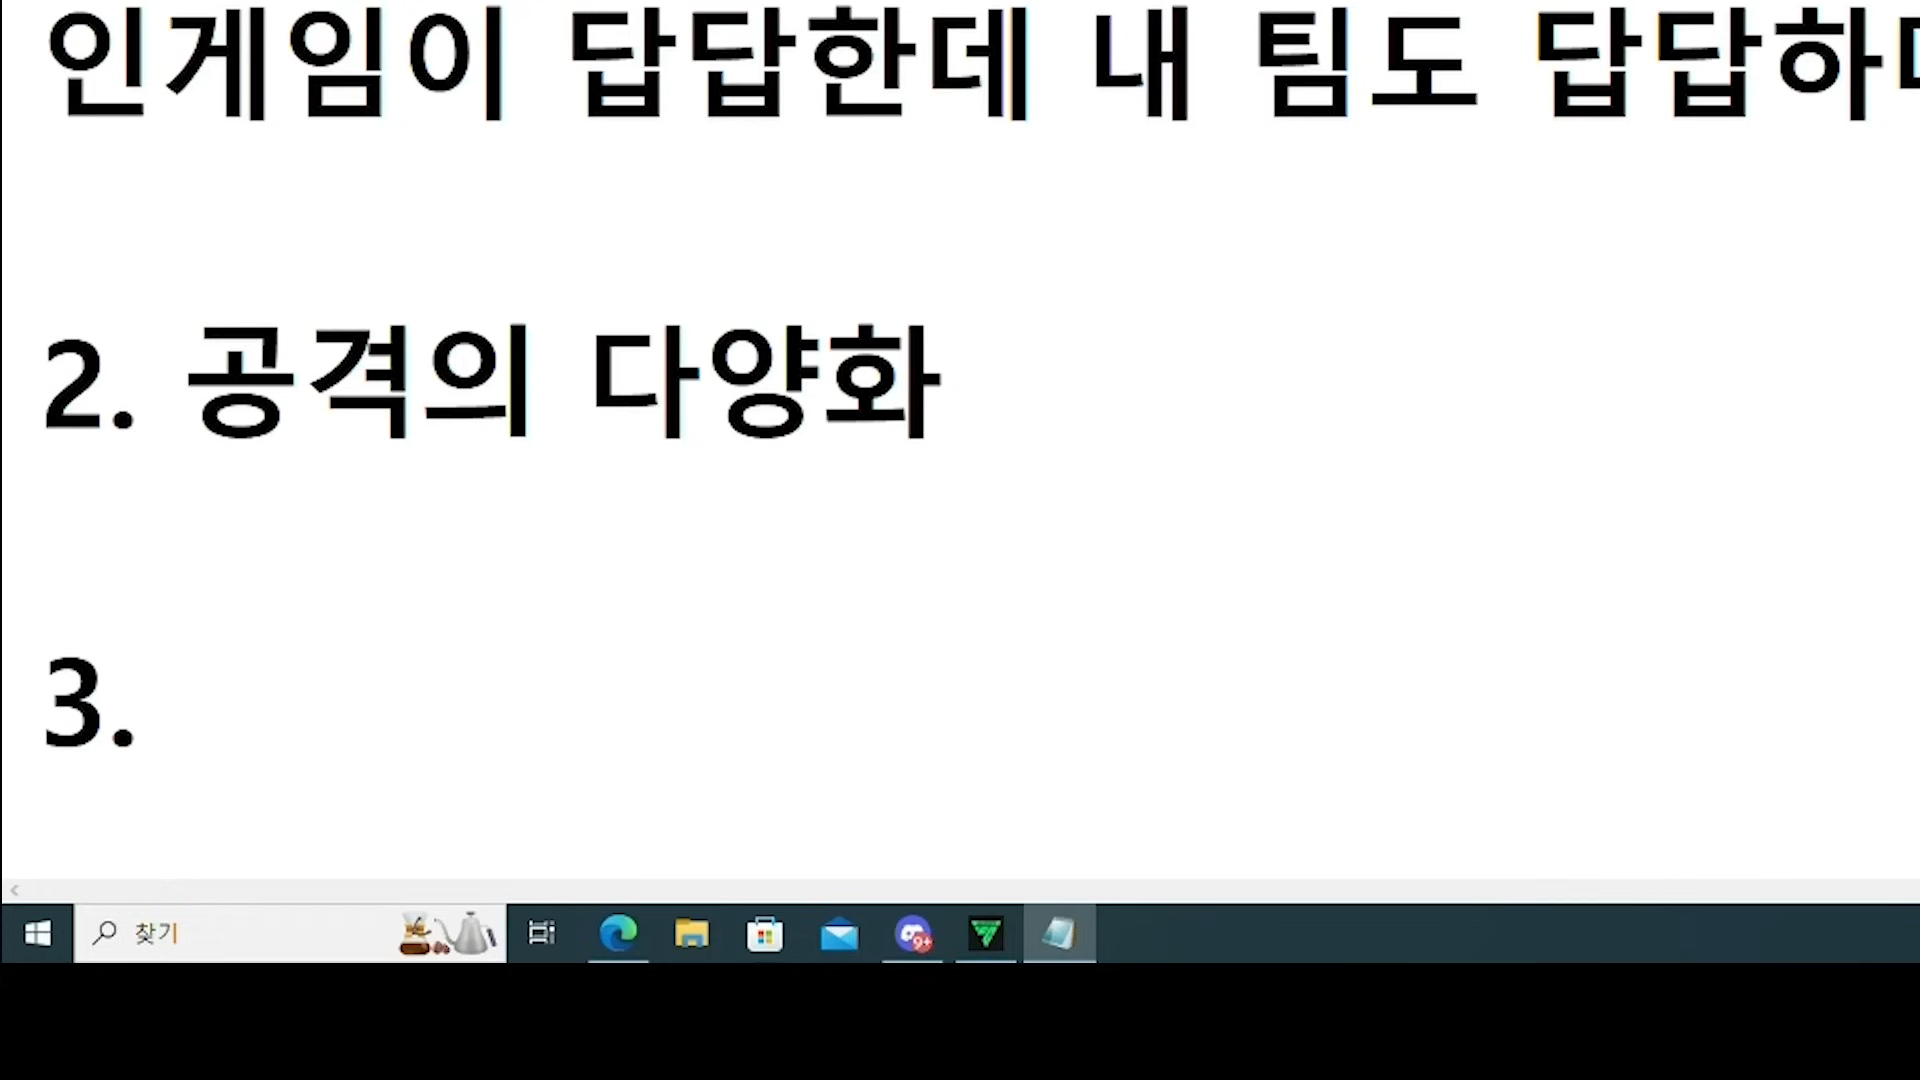 인게임이 답답한데 내 팀도 답답하
2. 공격의 다양화
3.
찾기
9+